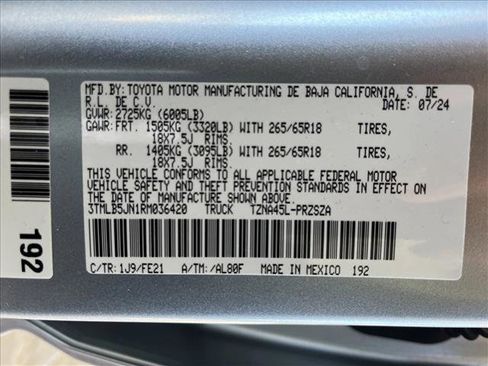 MFD.BY:TOYOTA MOTOR MANUFACTURING DE BAJA CALIFORNIA, S. DE
R.L. DE C.V. DATE: 07/24
GVWR: 2725KG (6005LB)
GAWR:FRT. 1505KG (3320LB) WITH 265/65R18 TIRES,
18X7.5J RIMS.
RR. 1405KG (3095LB) WITH 265/65R18 TIRES,
18X7.5J RIMS.
THIS VEHICLE CONFORMS TO ALL APPLICABLE FEDERAL MOTOR
VEHICLE SAFETY AND THEFT PREVENTION STANDARDS IN EFFECT ON
THE DATE OF MANUFACTURE SHOWN ABOVE.
3TMLB5JN1RM036420 TRUCK TZNA45L-PRZSZA
C/TR:1J9/FE21 A/TM:/AL80F MADE IN MEXICO 192
192